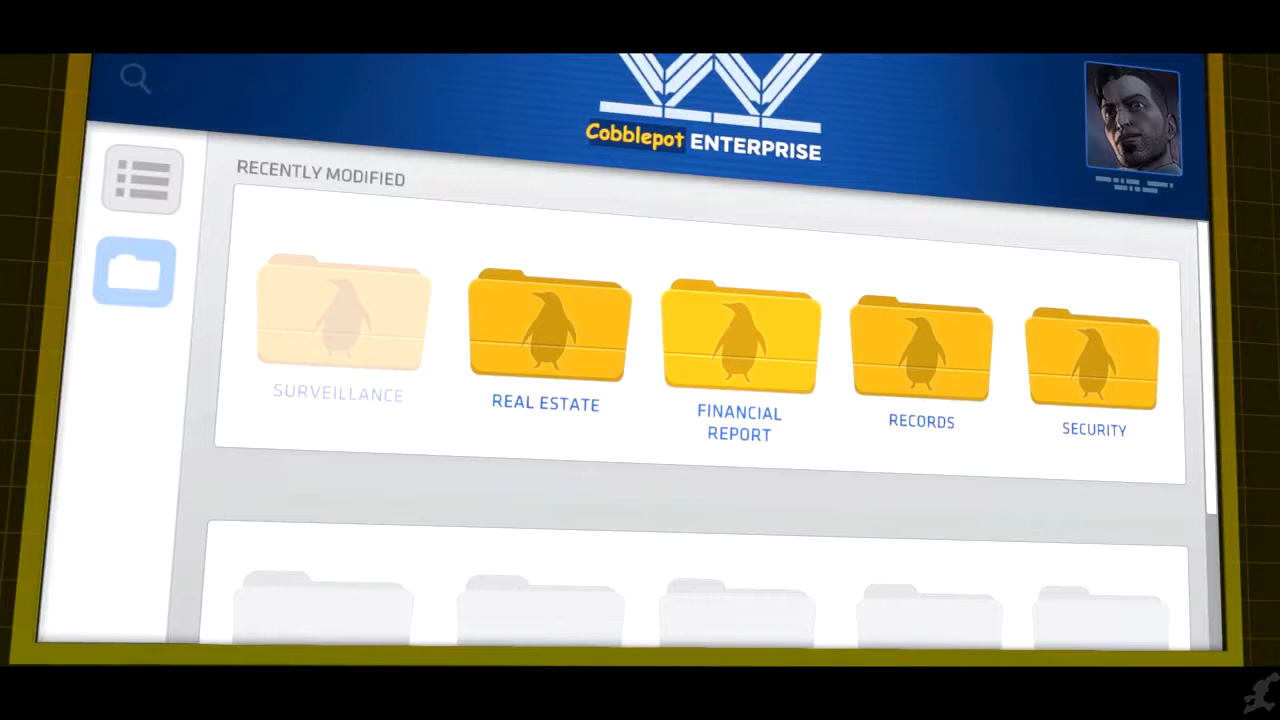 Cobblepot ENTERPRISE
RECENTLY MODIFIED
SURVEILLANCE
REAL ESTATE
FINANCIAL
REPORT
RECORDS
SECURITY